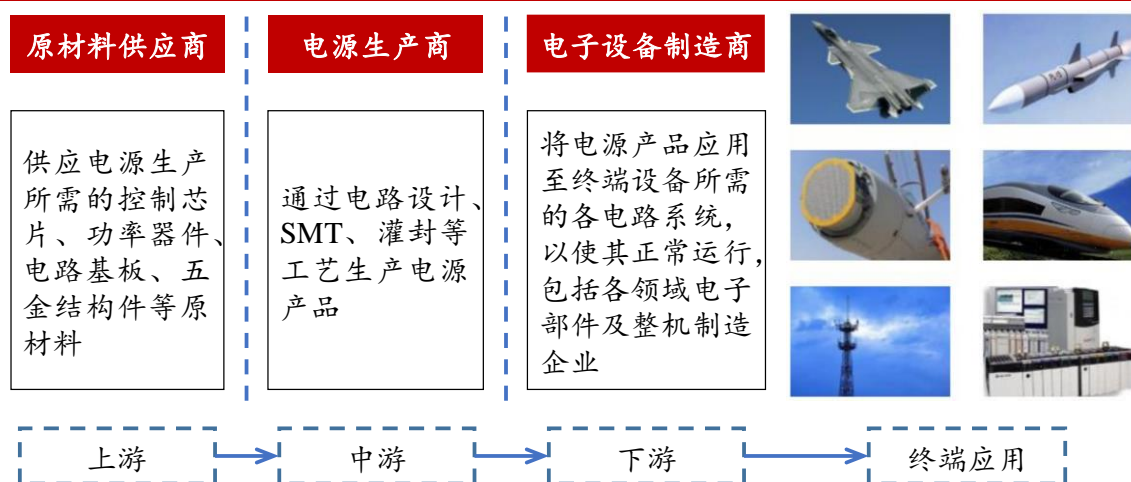 原材料供应商
电源生产商
电子设备制造商
供应电源生产
所需的控制芯
片、功率器件、
电路基板、五
金结构件等原
材料
通过电路设计、
SMT、灌封等
工艺生产电源
产品
将电源产品应用
至终端设备所需
的各电路系统，
以使其正常运行，
包括各领域电子
部件及整机制造
企业
上游
中游
下游
终端应用